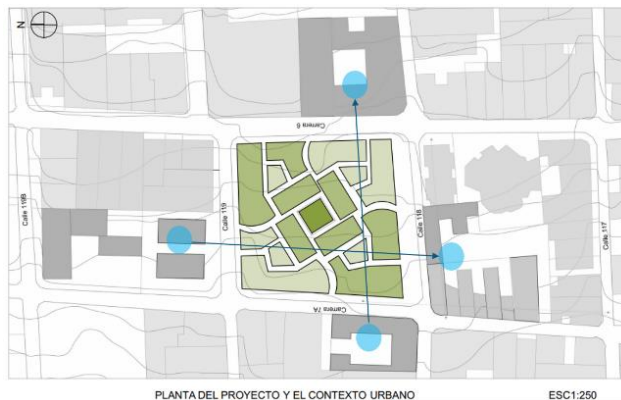 N
Carrera 6
Calle 119B
Calle 119
Calle 118
Calle 117
Carrera 7A
PLANTA DEL PROYECTO Y EL CONTEXTO URBANO
ESC1:250